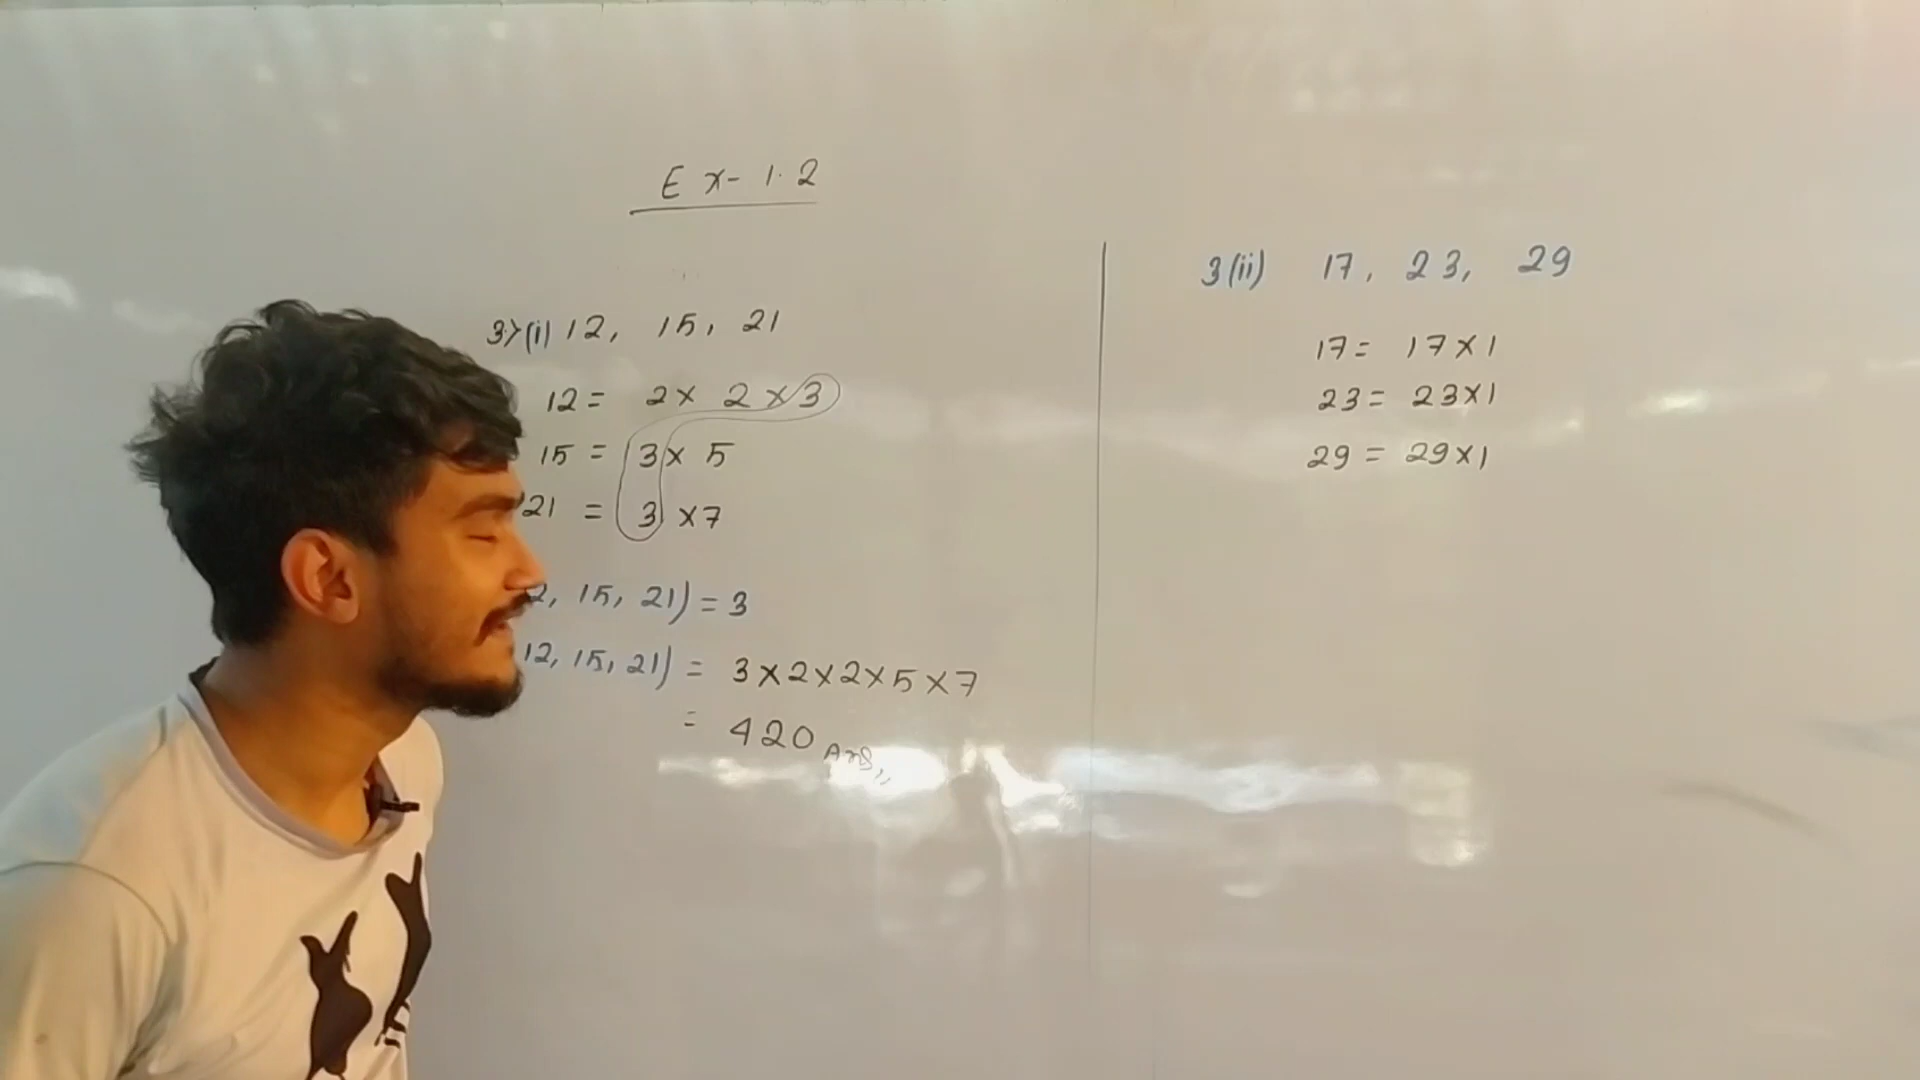 Ex- 1.2
3>(i) 12, 15, 21
12 = 2 x 2 x 3
15 = 3 x 5
21 = 3 x 7
2, 15, 21) = 3
12, 15, 21) = 3 x 2 x 2 x 5 x 7
= 420 Ans,,
3(ii) 17, 23, 29
17 = 17 x 1
23 = 23 x 1
29 = 29 x 1